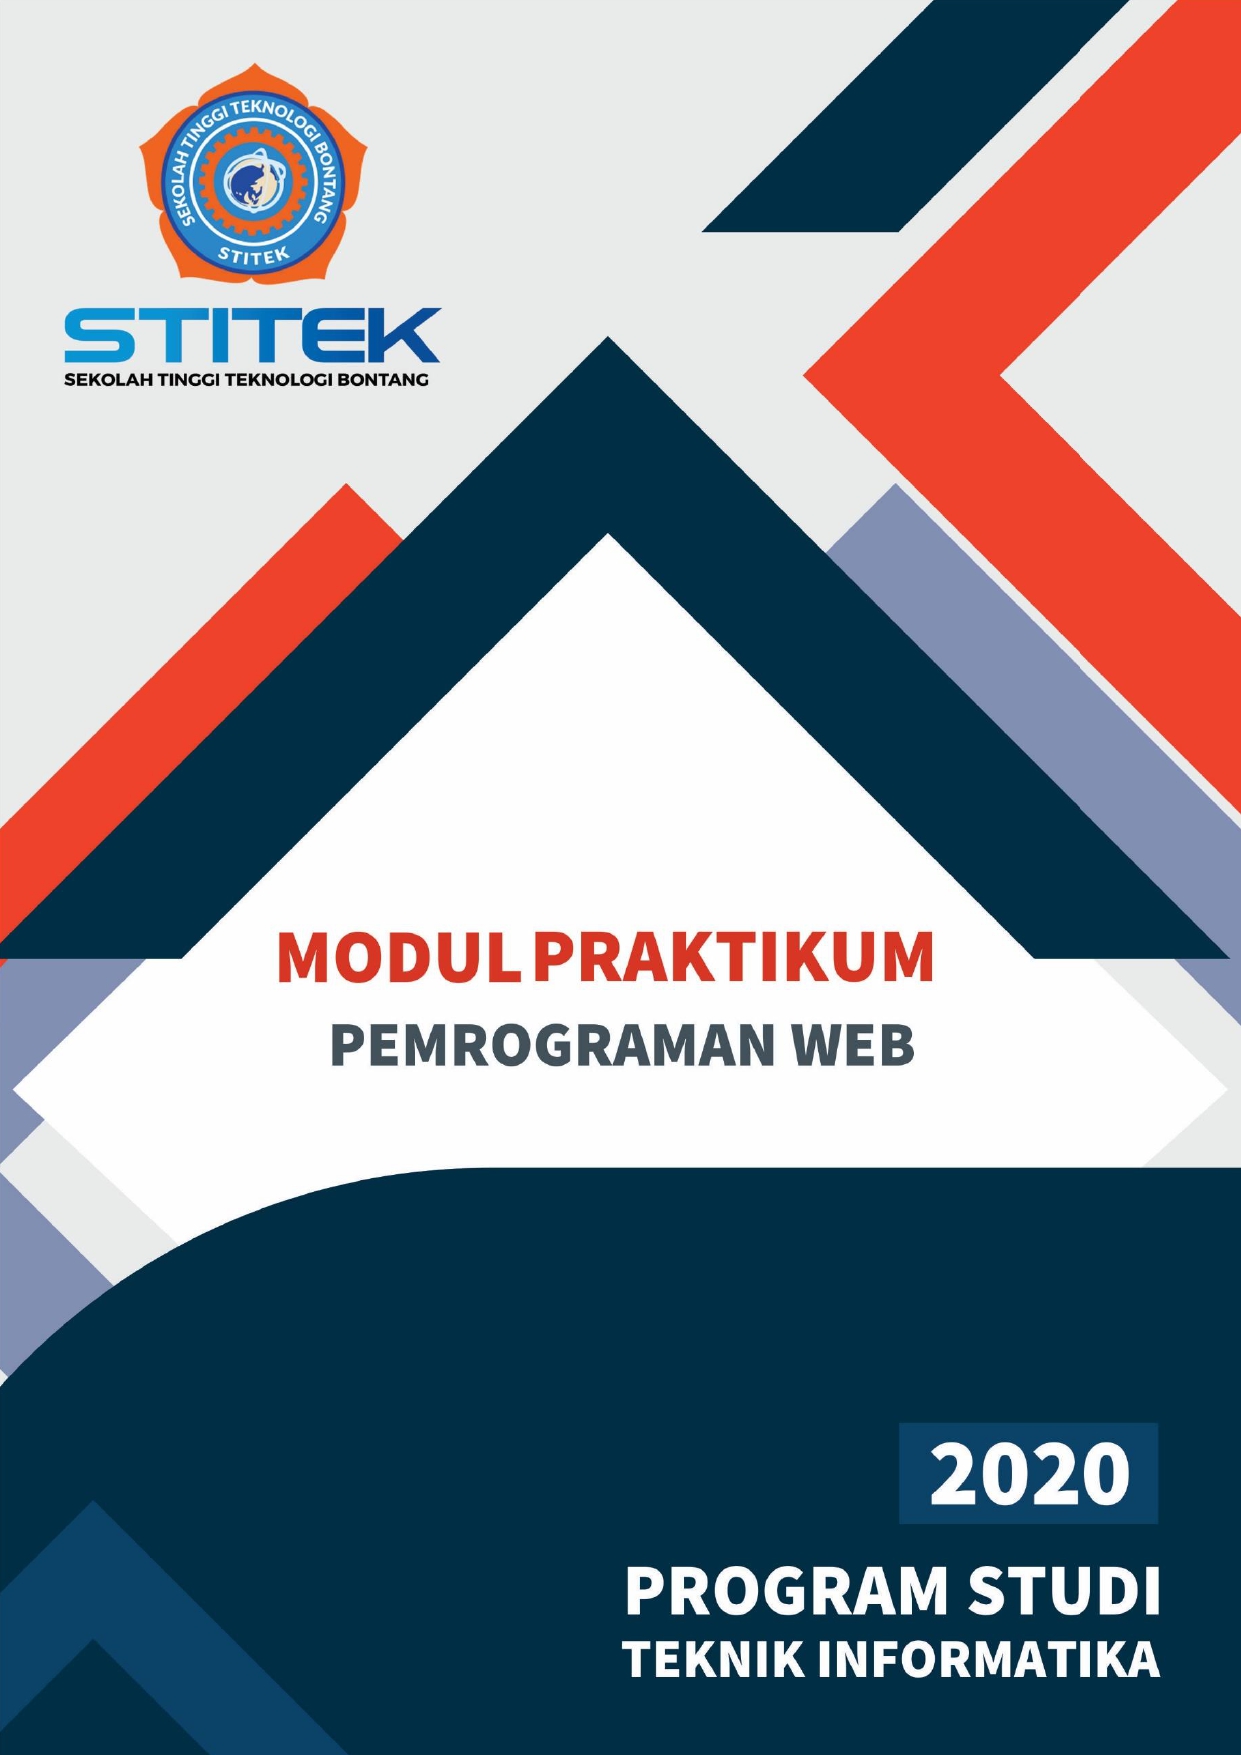 SEKOLAH TINGGI TEKNOLOGI BONTANG
STITEK
STITEK
SEKOLAH TINGGI TEKNOLOGI BONTANG
MODUL PRAKTIKUM
PEMROGRAMAN WEB
2020
PROGRAM STUDI
TEKNIK INFORMATIKA